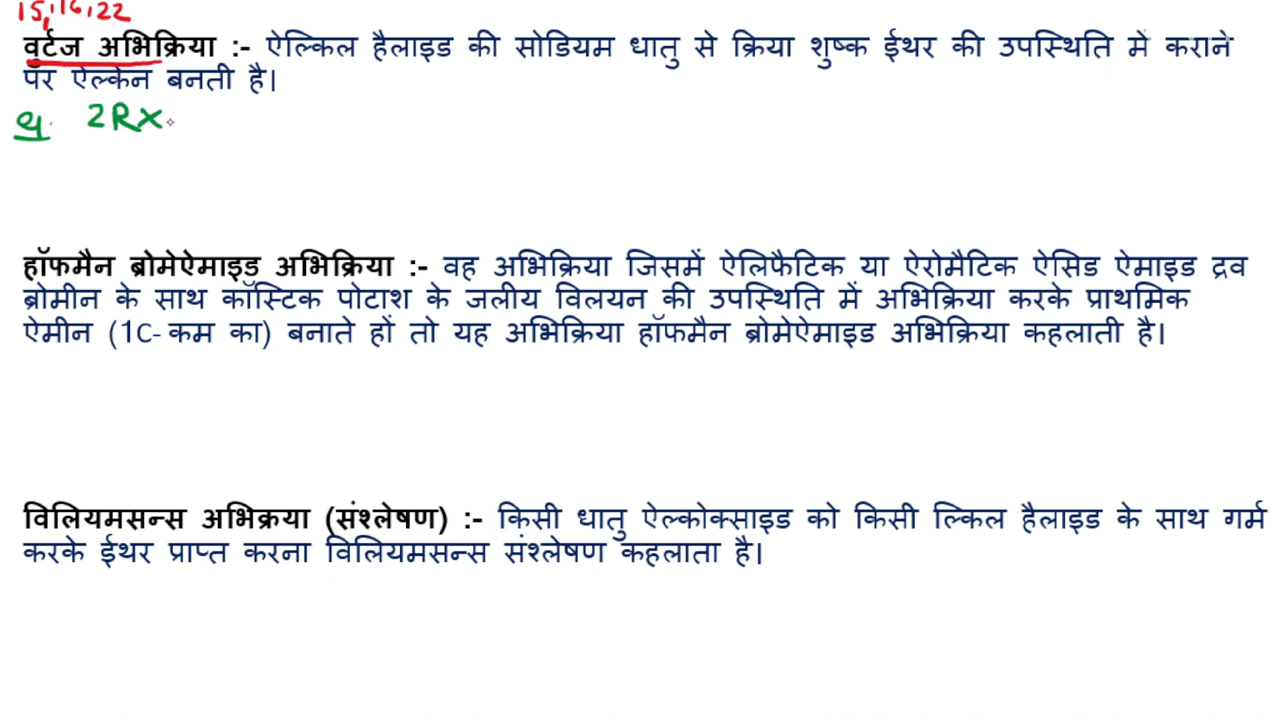 15,16,22
वुर्टज अभिक्रिया :- ऐल्किल हैलाइड की सोडियम धातु से क्रिया शुष्क ईथर की उपस्थिति में कराने
पर ऐल्केन बनती है।
2RX
हॉफमैन ब्रोमेऐमाइड अभिक्रिया :- वह अभिक्रिया जिसमें ऐलिफैटिक या ऐरोमैटिक ऐसिड ऐमाइड द्रव
ब्रोमीन के साथ कॉस्टिक पोटाश के जलीय विलयन की उपस्थिति में अभिक्रिया करके प्राथमिक
ऐमीन (1C- कम का) बनाते हों तो यह अभिक्रिया हॉफमैन ब्रोमेऐमाइड अभिक्रिया कहलाती है।
विलियमसन्स अभिक्रया (संश्लेषण) :- किसी धातु ऐल्कोक्साइड को किसी ल्किल हैलाइड के साथ गर्म
करके ईथर प्राप्त करना विलियमसन्स संश्लेषण कहलाता है।